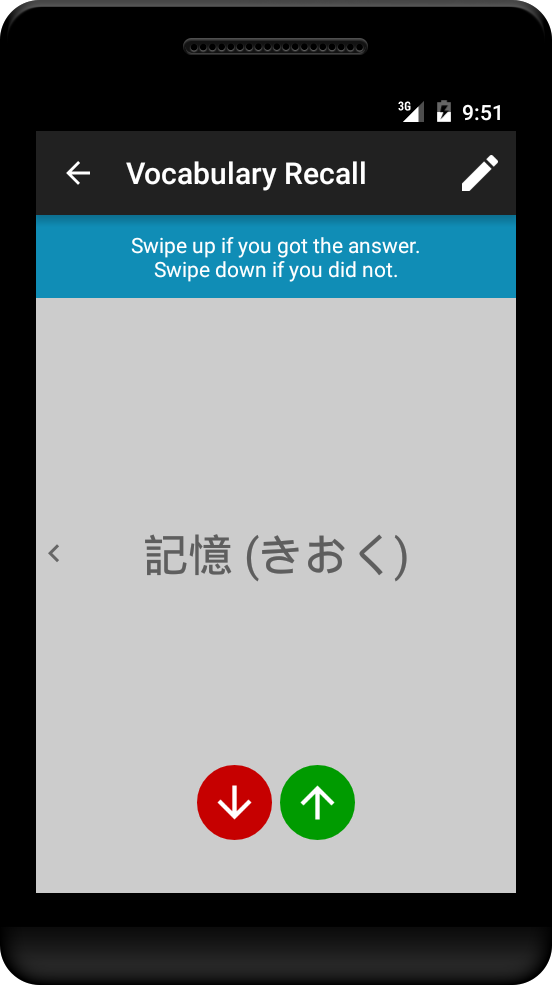 3G 9:51
Vocabulary Recall
Swipe up if you got the answer.
Swipe down if you did not.
記憶 (きおく)